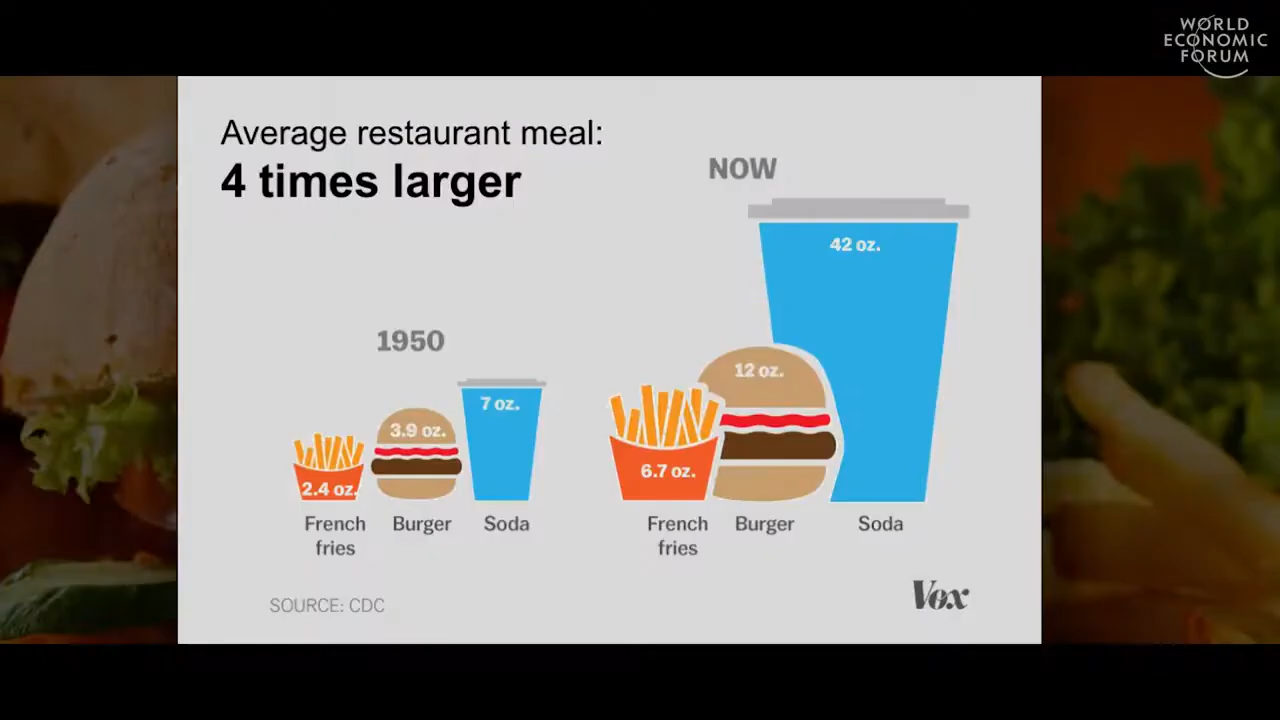 WORLD
ECONOMIC
FORUM
Average restaurant meal:
4 times larger
NOW
42 oz.
1950
12 oz.
7 oz.
3.9 oz.
6.7 oz.
2.4 oz.
French
fries
Burger
Soda
French
fries
Burger
Soda
SOURCE: CDC
Vox